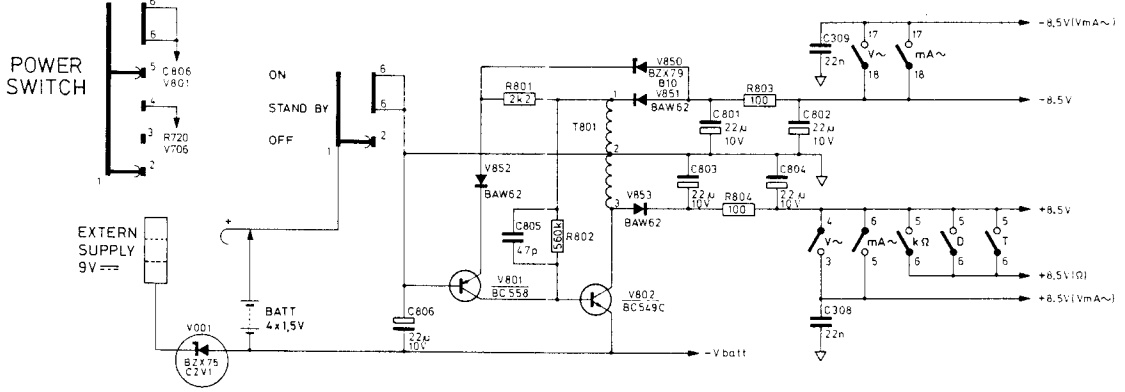 POWER
SWITCH
6
6
5
4
3
2
1
C806
V801
R720
V706
ON
STAND BY
OFF
6
6
2
1
EXTERN
SUPPLY
9V
+
BATT
4x1,5V
V001
BZX75
C2V1
C806
22µ
10V
R801
2k2
V850
BZX79
B10
V851
BAW62
V852
BAW62
C805
47p
560k
R802
T801
1
2
3
V853
BAW62
V801
BC558
V802
BC549C
C801
22µ
10V
R803
100
C802
22µ
10V
C803
22µ
10V
R804
100
C804
22µ
10V
C309
22n
17
V~
18
17
mA~
18
-8,5V(VmA~)
-8,5V
+8,5V
4
V~
3
6
mA~
5
5
kΩ
6
5
D
6
5
T
6
+8,5V(Ω)
+8,5V(VmA~)
C308
22n
-Vbatt